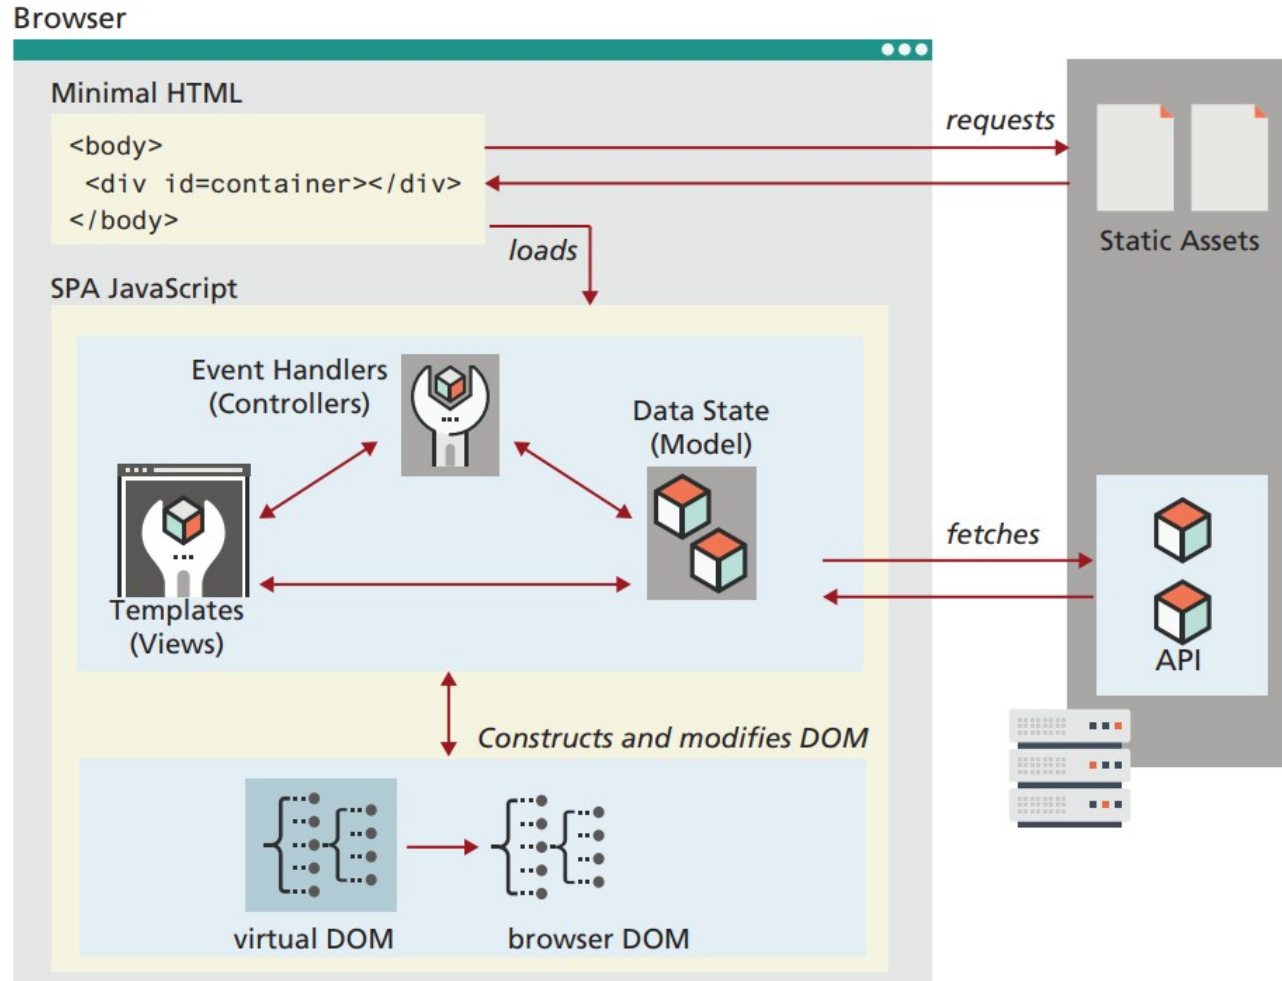 Browser
Minimal HTML
<body>
<div id=container></div>
</body>
requests
Static Assets
loads
SPA JavaScript
Event Handlers
(Controllers)
Data State
(Model)
Templates
(Views)
fetches
API
Constructs and modifies DOM
virtual DOM
browser DOM